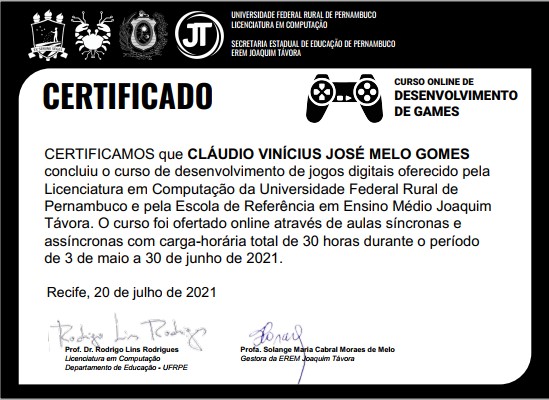 UNIVERSIDADE FEDERAL RURAL DE PERNAMBUCO
LICENCIATURA EM COMPUTAÇÃO
SECRETARIA ESTADUAL DE EDUCAÇÃO DE PERNAMBUCO
EREM JOAQUIM TÁVORA
JT
CERTIFICADO
CURSO ONLINE DE
DESENVOLVIMENTO
DE GAMES
CERTIFICAMOS que CLÁUDIO VINÍCIUS JOSÉ MELO GOMES
concluiu o curso de desenvolvimento de jogos digitais oferecido pela
Licenciatura em Computação da Universidade Federal Rural de
Pernambuco e pela Escola de Referência em Ensino Médio Joaquim
Távora. O curso foi ofertado online através de aulas síncronas e
assíncronas com carga-horária total de 30 horas durante o período
de 3 de maio a 30 de junho de 2021.
Recife, 20 de julho de 2021
Rodrigo Lins Rodrigues
Prof. Dr. Rodrigo Lins Rodrigues
Licenciatura em Computação
Departamento de Educação - UFRPE
Profa. Solange Maria Cabral Moraes de Melo
Gestora da EREM Joaquim Távora